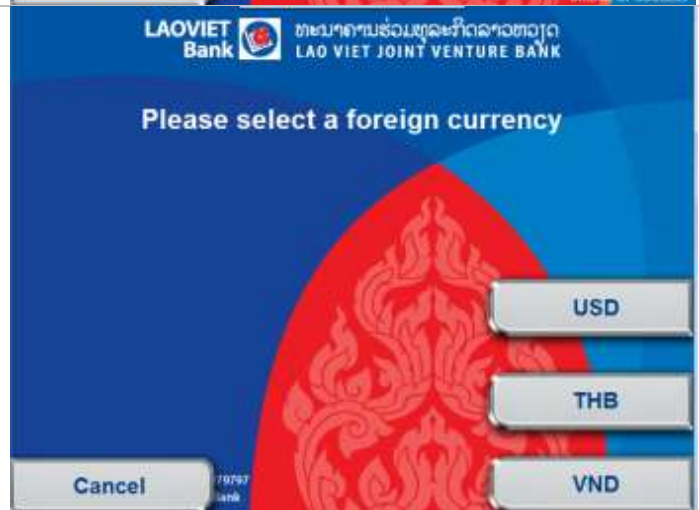 LAOVIET
Bank
ທະນາຄານຮ່ວມທຸລະກິດລາວຫວຽດ
LAO VIET JOINT VENTURE BANK
Please select a foreign currency
USD
THB
Cancel
VND